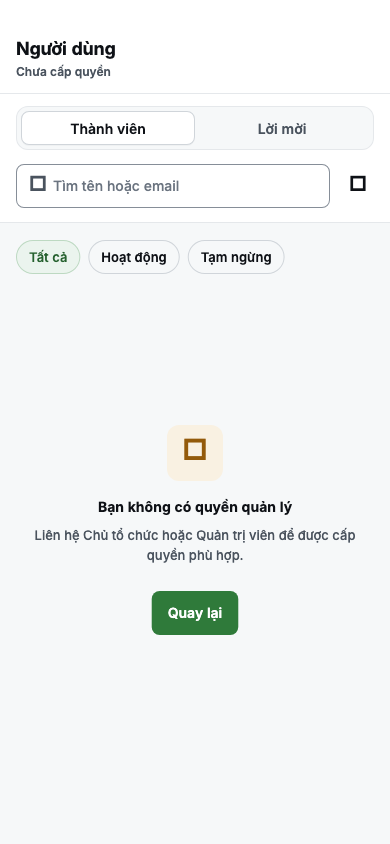 Người dùng
Chưa cấp quyền
Thành viên
Lời mời
Tìm tên hoặc email
Tất cả
Hoạt động
Tạm ngừng
Bạn không có quyền quản lý
Liên hệ Chủ tổ chức hoặc Quản trị viên để được cấp
quyền phù hợp.
Quay lại